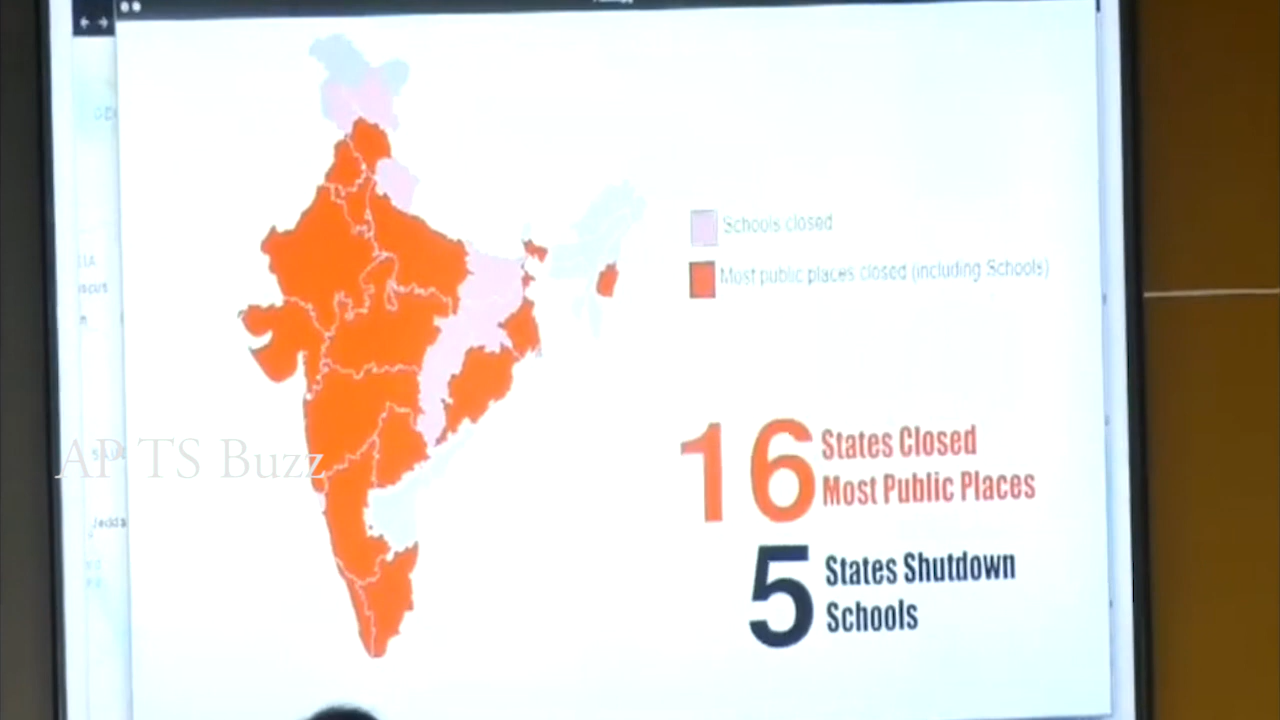 Schools closed
Most public places closed (including Schools)
AP TS Buzz
16
States Closed
Most Public Places
5
States Shutdown
Schools